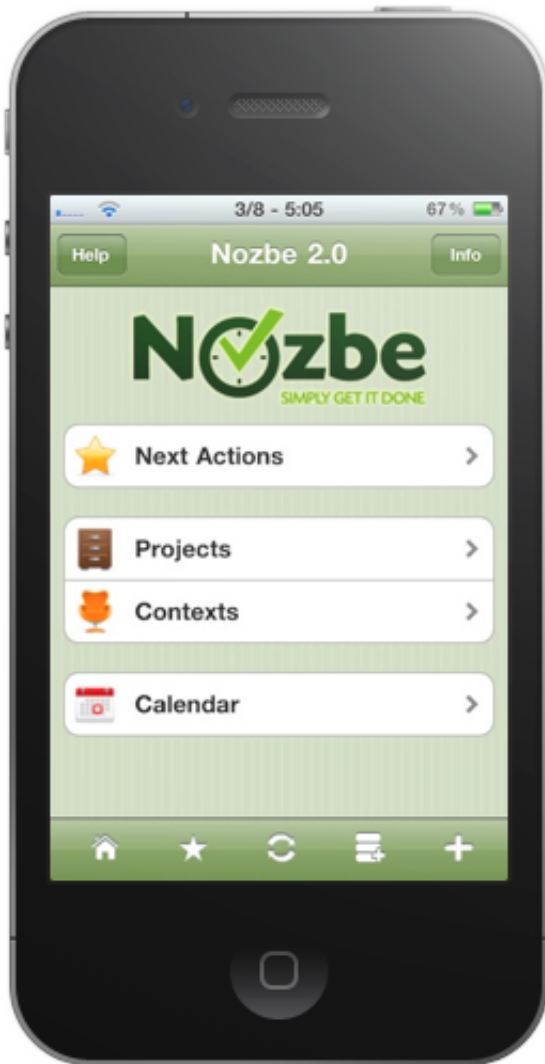 3/8 - 5:05 67%
Help Nozbe 2.0 Info
Nozbe
SIMPLY GET IT DONE
Next Actions
Projects
Contexts
Calendar